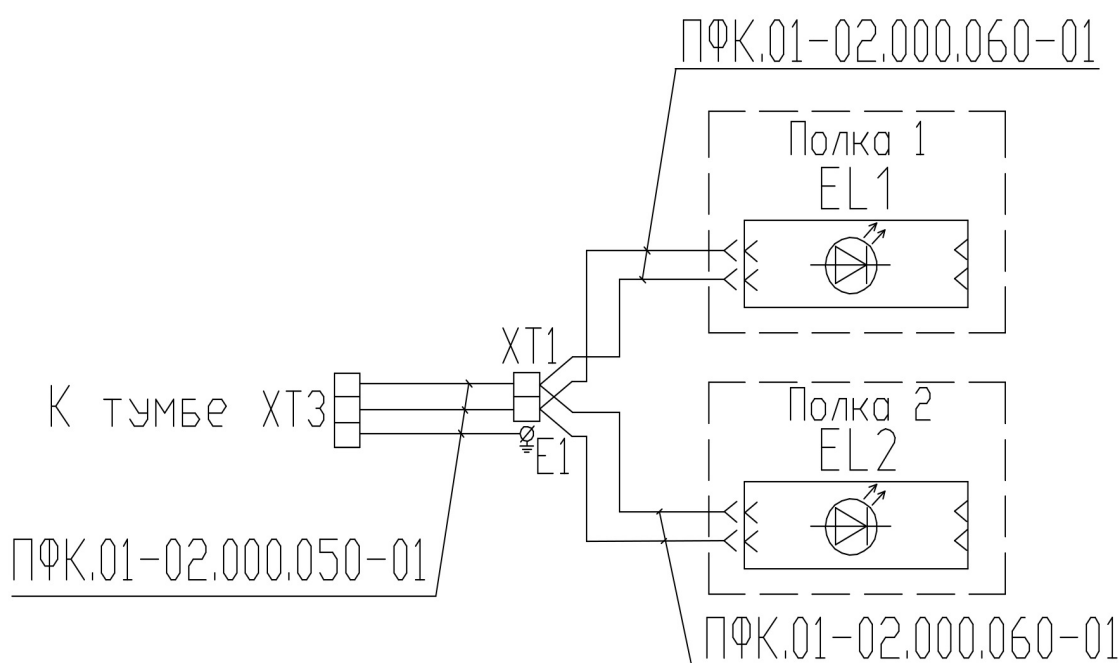 ПФК.01-02.000.060-01
Полка 1
EL1
XT1
К тумбе XT3
Полка 2
EL2
E1
ПФК.01-02.000.050-01
ПФК.01-02.000.060-01